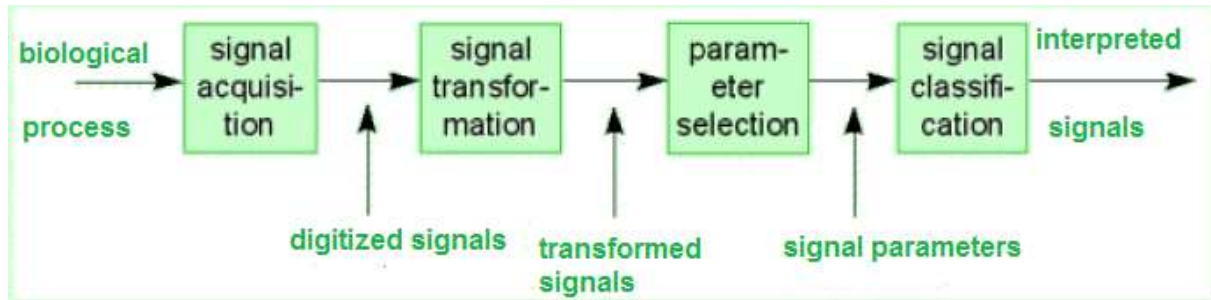 biological
process
signal
acquisi-
tion
signal
transfor-
mation
param-
eter
selection
signal
classifi-
cation
interpreted
signals
digitized signals
transformed
signals
signal parameters